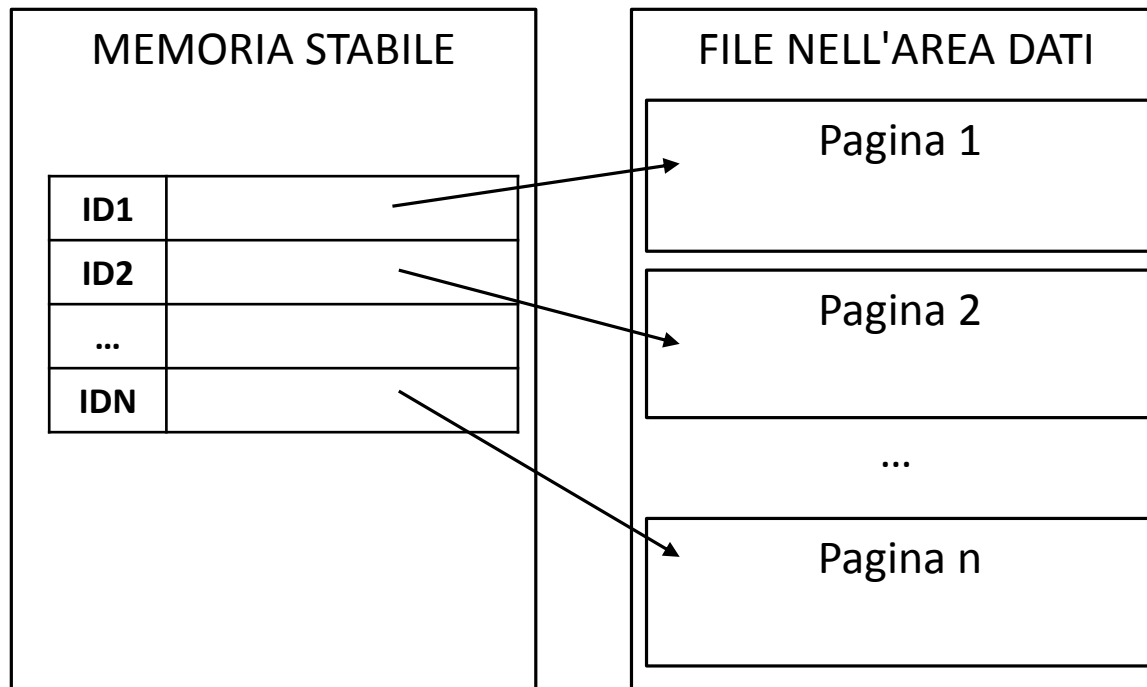 MEMORIA STABILE
ID1
ID2
...
IDN
FILE NELL'AREA DATI
Pagina 1
Pagina 2
...
Pagina n